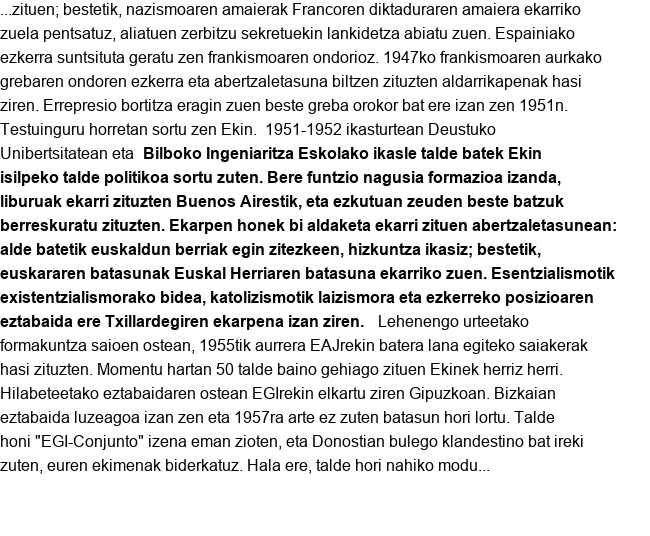 ...zituen; bestetik, nazismoaren amaierak Francoren diktaduraren amaiera ekarriko
zuela pentsatuz, aliatuen zerbitzu sekretuekin lankidetza abiatu zuen. Espainiako
ezkerra suntsituta geratu zen frankismoaren ondorioz. 1947ko frankismoaren aurkako
grebaren ondoren ezkerra eta abertzaletasuna biltzen zituzten aldarrikapenak hasi
ziren. Errepresio bortitza eragin zuen beste greba orokor bat ere izan zen 1951n.
Testuinguru horretan sortu zen Ekin.  1951-1952 ikasturtean Deustuko
Unibertsitatean eta  Bilboko Ingeniaritza Eskolako ikasle talde batek Ekin
isilpeko talde politikoa sortu zuten. Bere funtzio nagusia formazioa izanda,
liburuak ekarri zituzten Buenos Airestik, eta ezkutuan zeuden beste batzuk
berreskuratu zituzten. Ekarpen honek bi aldaketa ekarri zituen abertzaletasunean:
alde batetik euskaldun berriak egin zitezkeen, hizkuntza ikasiz; bestetik,
euskararen batasunak Euskal Herriaren batasuna ekarriko zuen. Esentzialismotik
existentzialismorako bidea, katolizismotik laizismora eta ezkerreko posizioaren
eztabaida ere Txillardegiren ekarpena izan ziren.   Lehenengo urteetako
formakuntza saioen ostean, 1955tik aurrera EAJrekin batera lana egiteko saiakerak
hasi zituzten. Momentu hartan 50 talde baino gehiago zituen Ekinek herriz herri.
Hilabeteetako eztabaidaren ostean EGIrekin elkartu ziren Gipuzkoan. Bizkaian
eztabaida luzeagoa izan zen eta 1957ra arte ez zuten batasun hori lortu. Talde
honi "EGI-Conjunto" izena eman zioten, eta Donostian bulego klandestino bat ireki
zuten, euren ekimenak biderkatuz. Hala ere, talde hori nahiko modu...